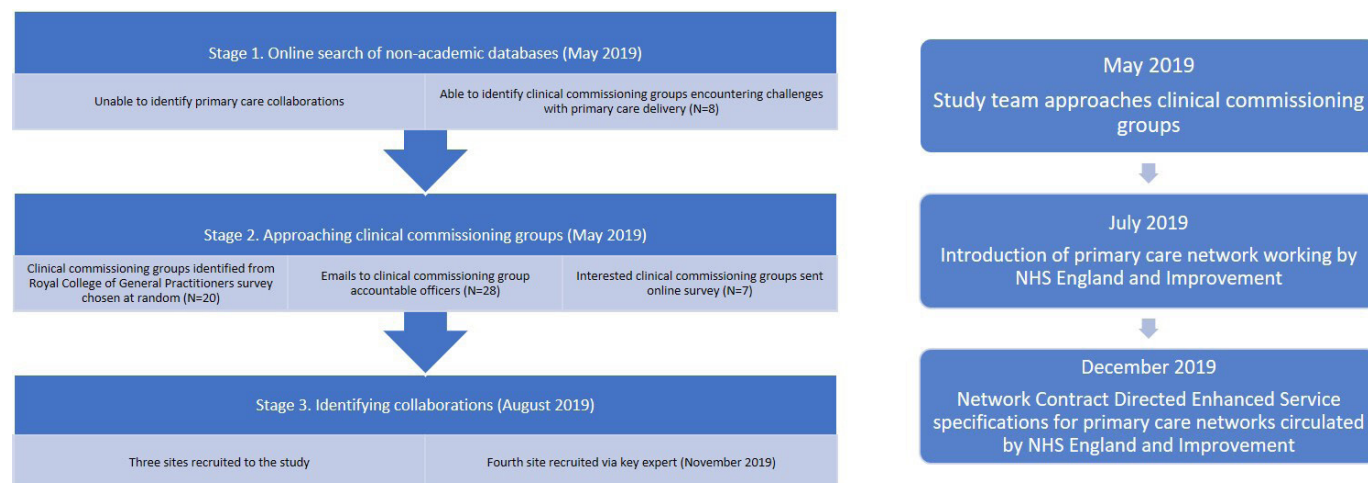 Stage 1. Online search of non-academic databases (May 2019)
Unable to identify primary care collaborations
Able to identify clinical commissioning groups encountering challenges
with primary care delivery (N=8)
Stage 2. Approaching clinical commissioning groups (May 2019)
Clinical commissioning groups identified from
Royal College of General Practitioners survey
chosen at random (N=20)
Emails to clinical commissioning group
accountable officers (N=28)
Interested clinical commissioning groups sent
online survey (N=7)
Stage 3. Identifying collaborations (August 2019)
Three sites recruited to the study
Fourth site recruited via key expert (November 2019)
May 2019
Study team approaches clinical commissioning
groups
July 2019
Introduction of primary care network working by
NHS England and Improvement
December 2019
Network Contract Directed Enhanced Service
specifications for primary care networks circulated
by NHS England and Improvement